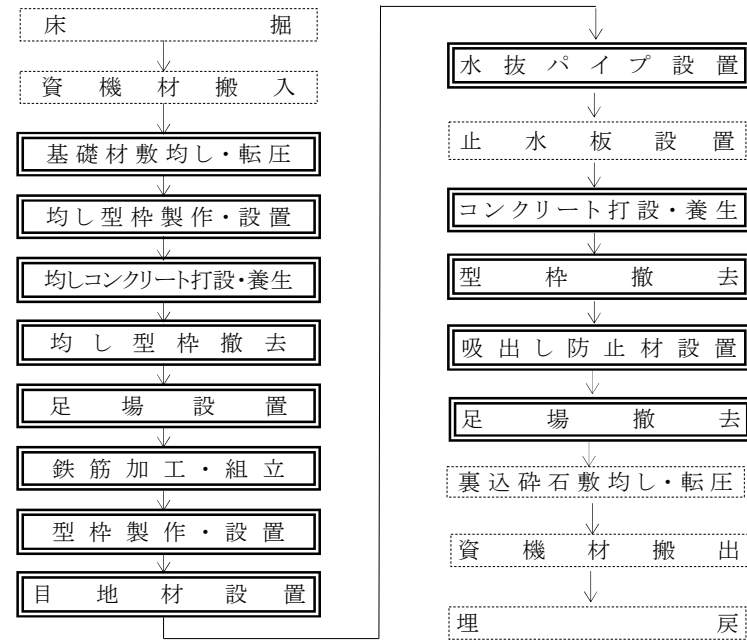 床掘
資機材搬入
基礎材敷均し・転圧
均し型枠製作・設置
均しコンクリート打設・養生
均し型枠撤去
足場設置
鉄筋加工・組立
型枠製作・設置
目地材設置
水抜パイプ設置
止水板設置
コンクリート打設・養生
型枠撤去
吸出し防止材設置
足場撤去
裏込砕石敷均し・転圧
資機材搬出
埋戻